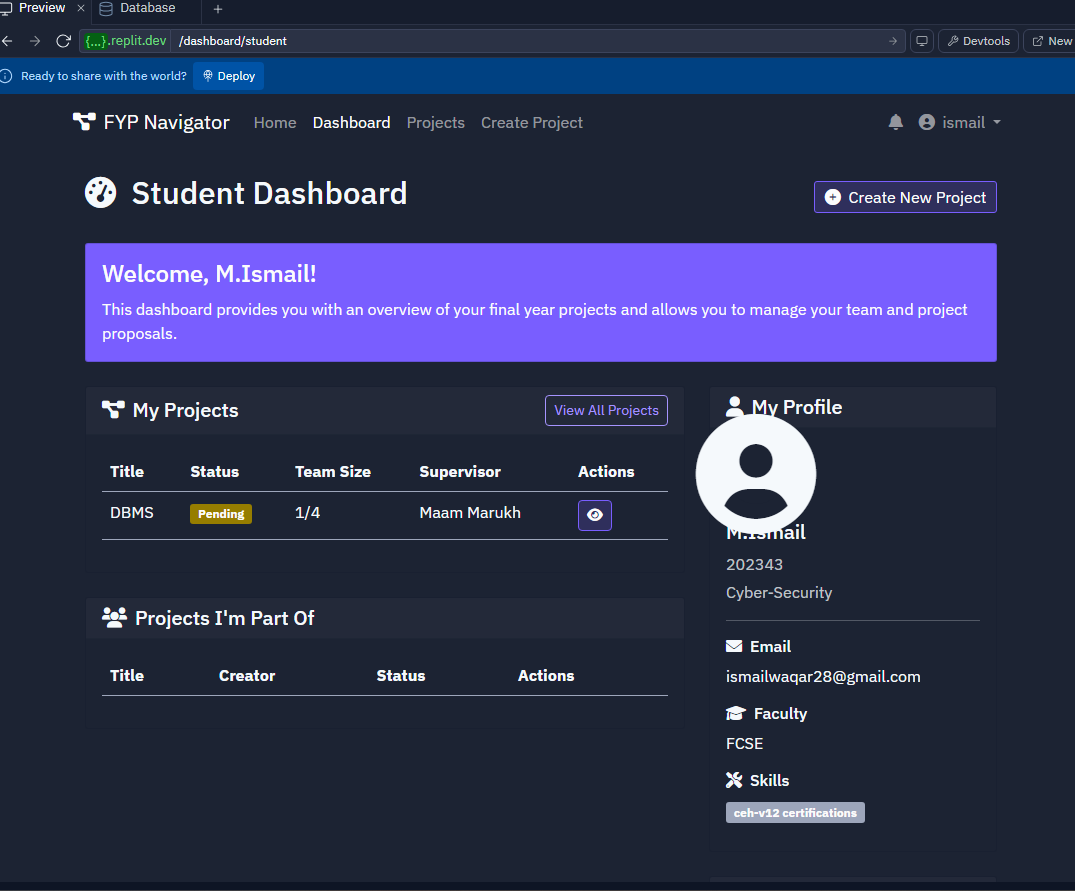 Preview
Database
{...}.replit.dev /dashboard/student
Devtools
New
Ready to share with the world? Deploy
FYP Navigator Home Dashboard Projects Create Project ismail
Student Dashboard
Create New Project
Welcome, M.Ismail!
This dashboard provides you with an overview of your final year projects and allows you to manage your team and project
proposals.
My Projects
View All Projects
Title Status Team Size Supervisor Actions
DBMS Pending 1/4 Maam Marukh
Projects I'm Part Of
Title Creator Status Actions
My Profile
M.Ismail
202343
Cyber-Security
Email
ismailwaqar28@gmail.com
Faculty
FCSE
Skills
ceh-v12 certifications